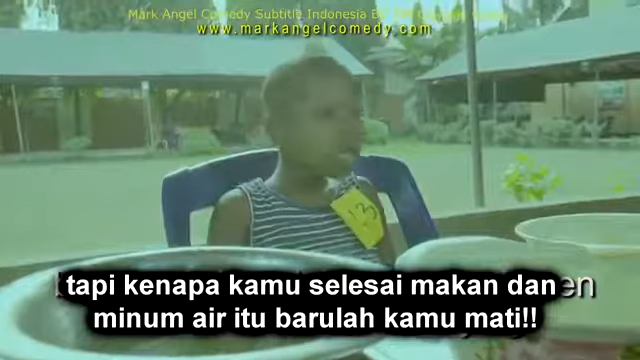 Mark Angel Comedy Subtitle Indonesia By
www.markangelcomedy.com
13
tapi kenapa kamu selesai makan dan
minum air itu barulah kamu mati!!